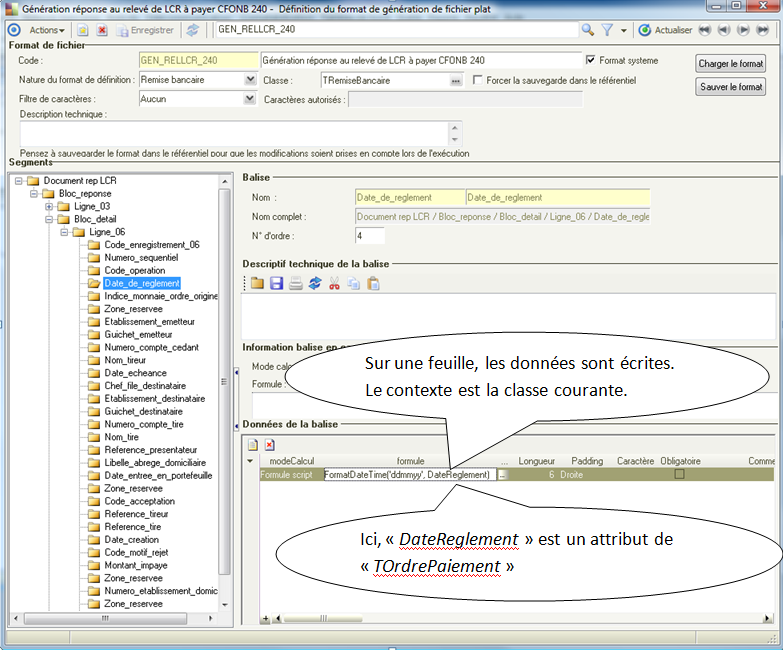 Génération réponse au relevé de LCR à payer CFONB 240 - Définition du format de génération de fichier plat
Actions Enregistrer GEN_RELLCR_240 Actualiser
Format de fichier
Code : GEN_RELLCR_240 Génération réponse au relevé de LCR à payer CFONB 240 Format systeme Charger le format
Nature du format de définition : Remise bancaire Classe : TRemiseBancaire ... Forcer la sauvegarde dans le référentiel Sauver le format
Filtre de caractères : Aucun Caractères autorisés :
Description technique :
Pensez à sauvegarder le format dans le référentiel pour que les modifications soient prises en compte lors de l'exécution
Segments
Document rep LCR
Bloc_reponse
Ligne_03
Bloc_detail
Ligne_06
Code_enregistrement_06
Numero_sequentiel
Code_operation
Date_de_reglement
Indice_monnaie_ordre_origine
Zone_reservee
Etablissement_emetteur
Guichet_emetteur
Numero_compte_cedant
Nom_tireur
Date_echeance
Chef_file_destinataire
Etablissement_destinataire
Guichet_destinataire
Numero_compte_tire
Nom_tire
Reference_presentateur
Libelle_abrege_domiciliaire
Date_entree_en_portefeuille
Zone_reservee
Code_acceptation
Reference_tireur
Reference_tire
Date_creation
Code_motif_rejet
Montant_impaye
Zone_reservee
Numero_etablissement_domic
Zone_reservee
Balise
Nom : Date_de_reglement Date_de_reglement
Nom complet : Document rep LCR / Bloc_reponse / Bloc_detail / Ligne_06 / Date_de_regle
N° d'ordre : 4
Descriptif technique de la balise
Information balise en
Mode calc
Formule :
Sur une feuille, les données sont écrites.
Le contexte est la classe courante.
Données de la balise
modeCalcul formule ... Longueur Padding Caractère Obligatoire Comme
Formule script FormatDateTime('ddmmyy', DateReglement) ... 6 Droite
Ici, « DateReglement » est un attribut de
« TOrdrePaiement »